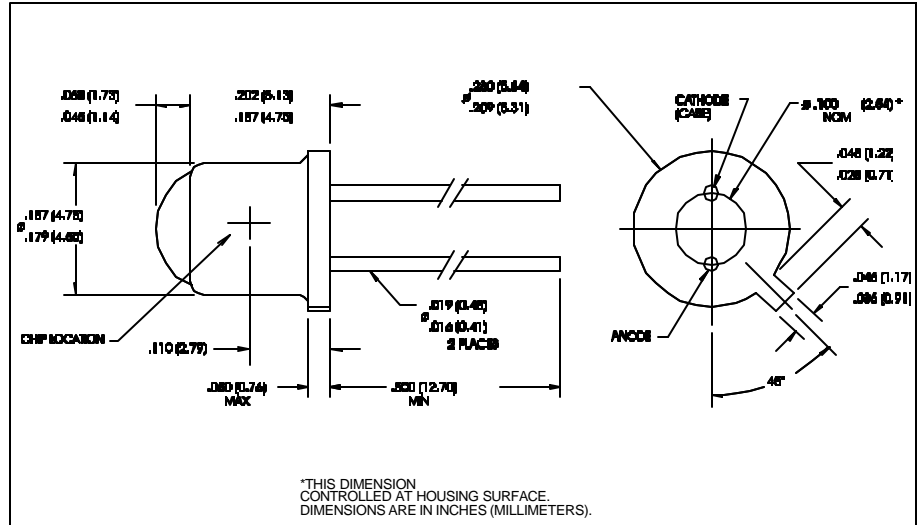 .068 (1.73)
.045 (1.14)
.202 (5.13)
.187 (4.75)
ø .230 (5.84)
.209 (5.31)
CATHODE
(CASE)
ø .100 (2.54) *
NOM
.048 (1.22)
.028 (0.71)
ø .187 (4.75)
.179 (4.55)
.046 (1.17)
.036 (0.91)
ø .019 (0.48)
.016 (0.41)
2 PLACES
CHIP LOCATION
ANODE
.110 (2.79)
45°
.030 (0.76)
MAX
.500 (12.70)
MIN
*THIS DIMENSION
CONTROLLED AT HOUSING SURFACE.
DIMENSIONS ARE IN INCHES (MILLIMETERS).